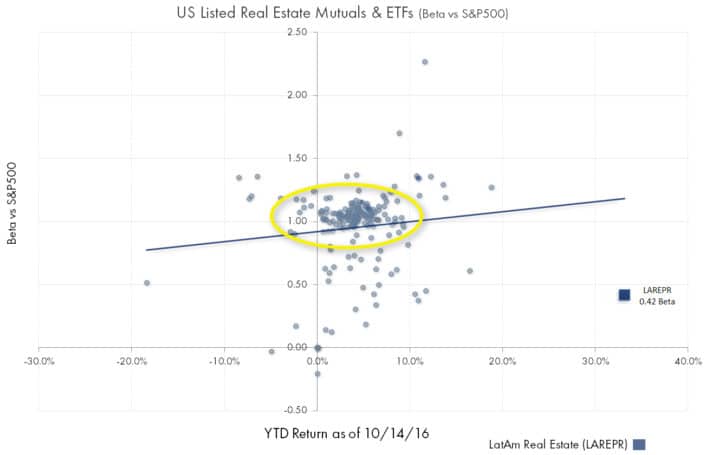 US Listed Real Estate Mutuals & ETFs (Beta vs S&P500)
2.50
2.00
1.50
1.00
0.50
0.00
-0.50
Beta vs S&P500
-30.0%
-20.0%
-10.0%
0.0%
10.0%
20.0%
30.0%
40.0%
LAREPR
0.42 Beta
YTD Return as of 10/14/16
LatAm Real Estate (LAREPR)